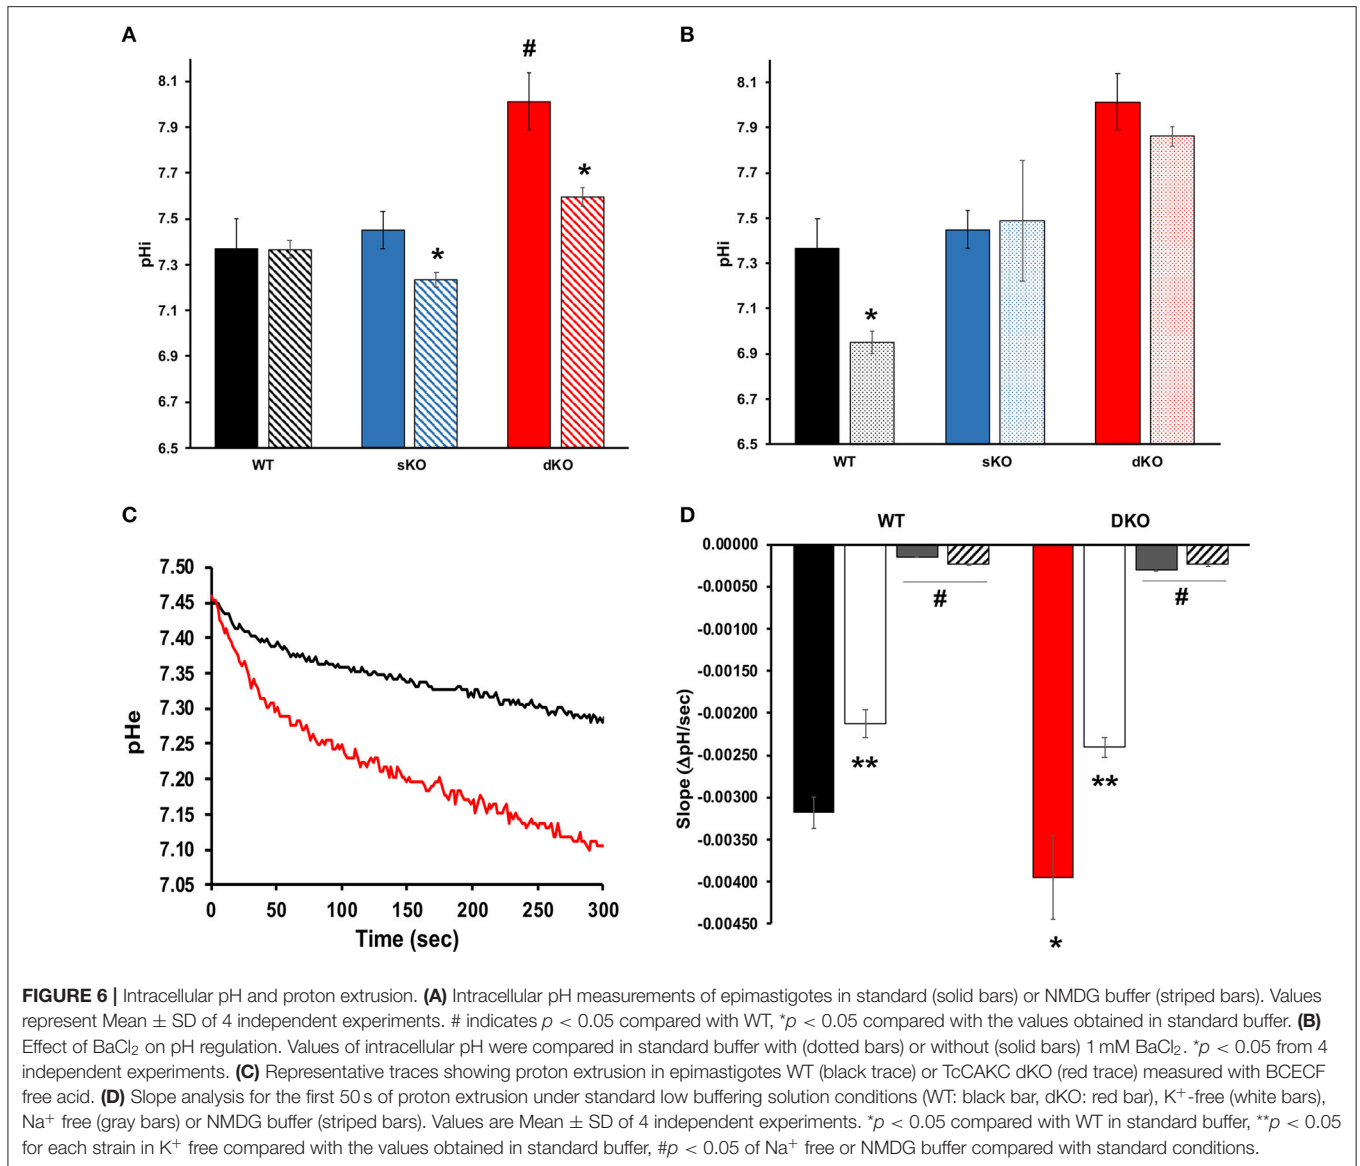 A
#
8.1
7.9
7.7
7.5
7.3
7.1
6.9
6.7
6.5
pHi
*
*
WT
sKO
dKO
B
8.1
7.9
7.7
7.5
7.3
7.1
6.9
6.7
6.5
pHi
*
WT
sKO
dKO
C
7.50
7.45
7.40
7.35
7.30
7.25
7.20
7.15
7.10
7.05
pHe
0
50
100
150
200
250
300
Time (sec)
D
WT
DKO
0.00000
-0.00050
-0.00100
-0.00150
-0.00200
-0.00250
-0.00300
-0.00350
-0.00400
-0.00450
Slope (ΔpH/sec)
#
#
**
**
*
FIGURE 6 | Intracellular pH and proton extrusion. (A) Intracellular pH measurements of epimastigotes in standard (solid bars) or NMDG buffer (striped bars). Values
represent Mean ± SD of 4 independent experiments. # indicates p < 0.05 compared with WT, *p < 0.05 compared with the values obtained in standard buffer. (B)
Effect of BaCl₂ on pH regulation. Values of intracellular pH were compared in standard buffer with (dotted bars) or without (solid bars) 1 mM BaCl₂. *p < 0.05 from 4
independent experiments. (C) Representative traces showing proton extrusion in epimastigotes WT (black trace) or TcCAKC dKO (red trace) measured with BCECF
free acid. (D) Slope analysis for the first 50 s of proton extrusion under standard low buffering solution conditions (WT: black bar, dKO: red bar), K⁺-free (white bars),
Na⁺ free (gray bars) or NMDG buffer (striped bars). Values are Mean ± SD of 4 independent experiments. *p < 0.05 compared with WT in standard buffer, **p < 0.05
for each strain in K⁺ free compared with the values obtained in standard buffer, #p < 0.05 of Na⁺ free or NMDG buffer compared with standard conditions.